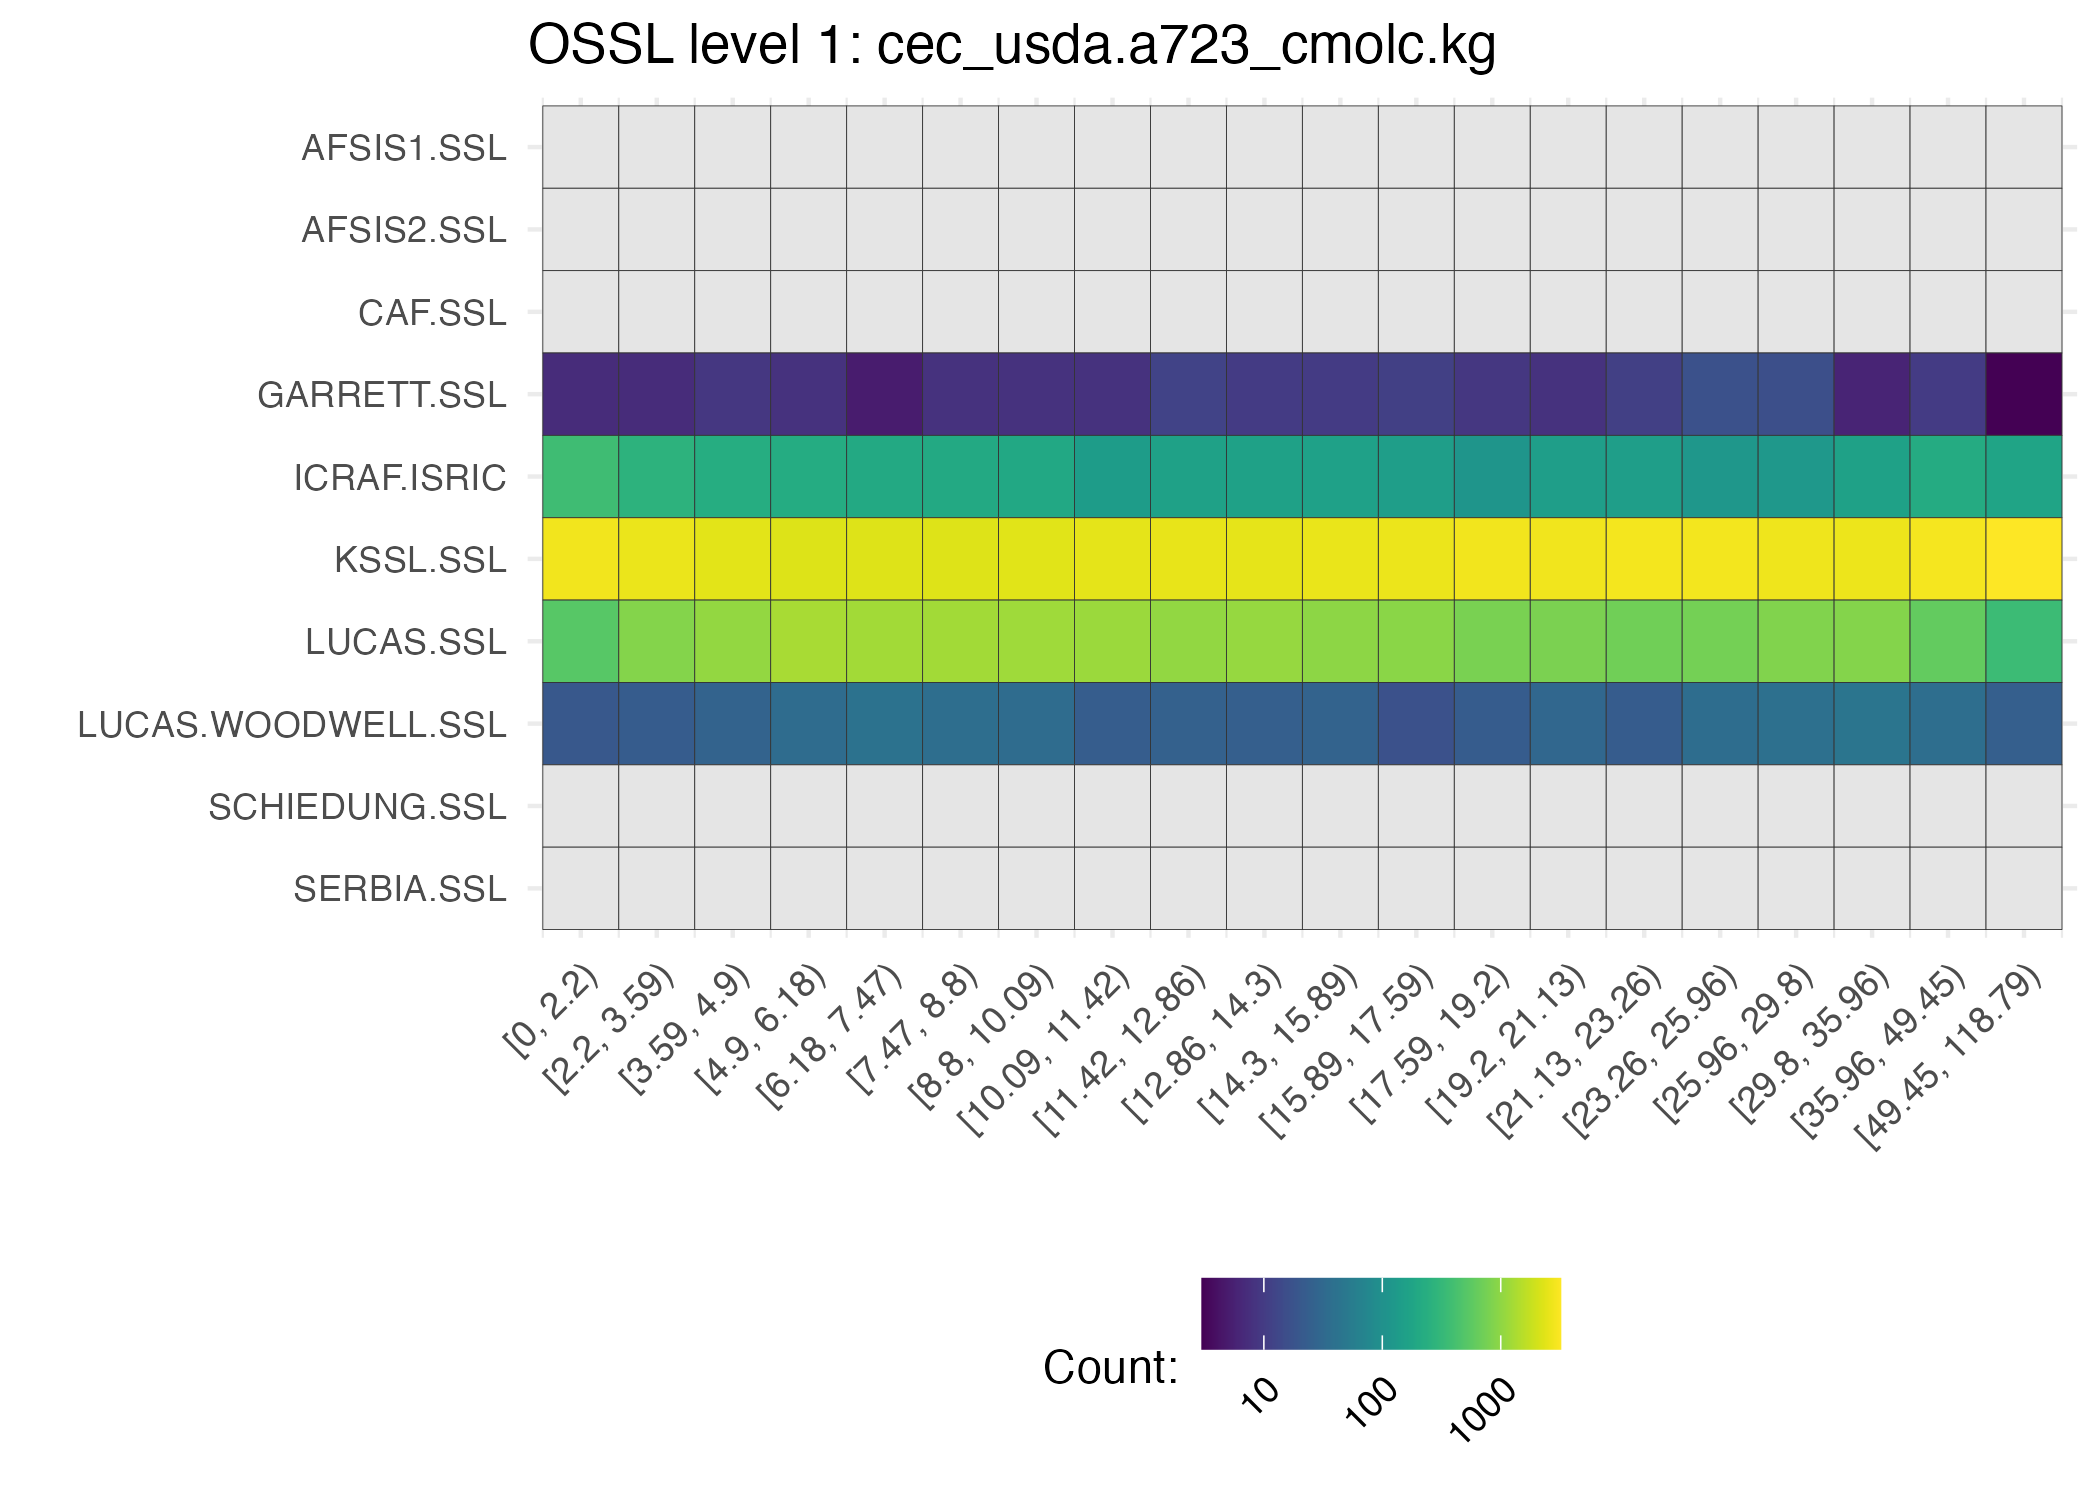 OSSL level 1: cec_usda.a723_cmolc.kg
AFSIS1.SSL
AFSIS2.SSL
CAF.SSL
GARRETT.SSL
ICRAF.ISRIC
KSSL.SSL
LUCAS.SSL
LUCAS.WOODWELL.SSL
SCHIEDUNG.SSL
SERBIA.SSL
[0, 2.2)
[2.2, 3.59)
[3.59, 4.9)
[4.9, 6.18)
[6.18, 7.47)
[7.47, 8.8)
[8.8, 10.09)
[10.09, 11.42)
[11.42, 12.86)
[12.86, 14.3)
[14.3, 15.89)
[15.89, 17.59)
[17.59, 19.2)
[19.2, 21.13)
[21.13, 23.26)
[23.26, 25.96)
[25.96, 29.8)
[29.8, 35.96)
[35.96, 49.45)
[49.45, 118.79)
Count:
10
100
1000